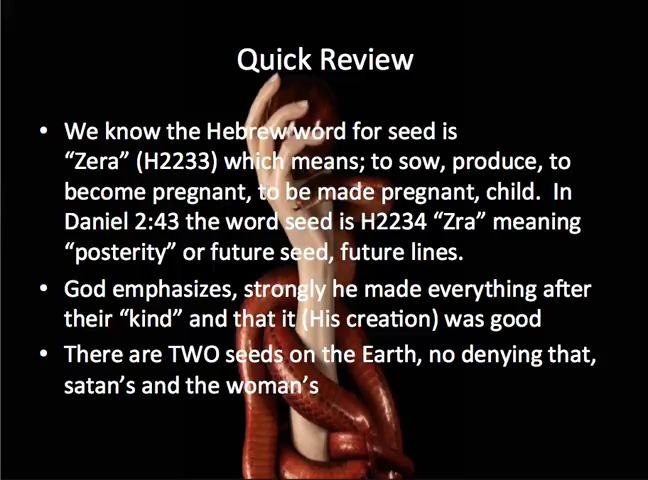 Quick Review
• We know the Hebrew word for seed is
“Zera” (H2233) which means; to sow, produce, to
become pregnant, to be made pregnant, child.  In
Daniel 2:43 the word seed is H2234 “Zra” meaning
“posterity” or future seed, future lines.
• God emphasizes, strongly he made everything after
their “kind” and that it (His creation) was good
• There are TWO seeds on the Earth, no denying that,
satan’s and the woman’s